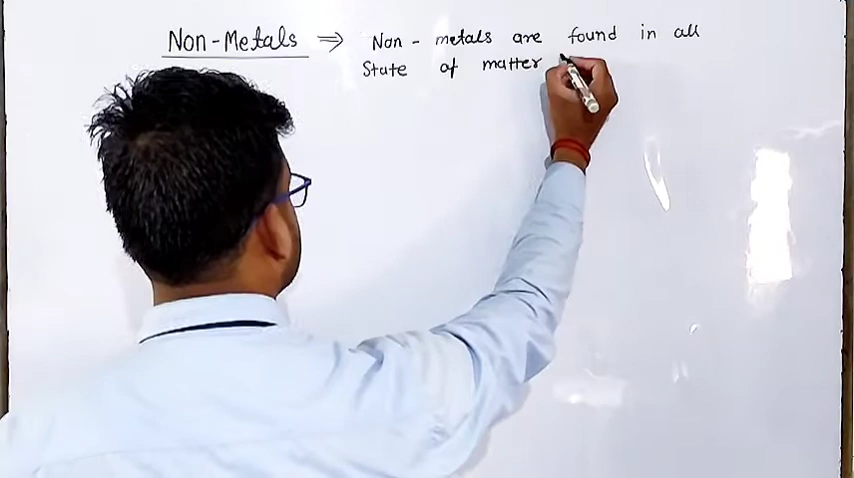 Non-Metals ⇒ Non - metals are found in all
State of matter